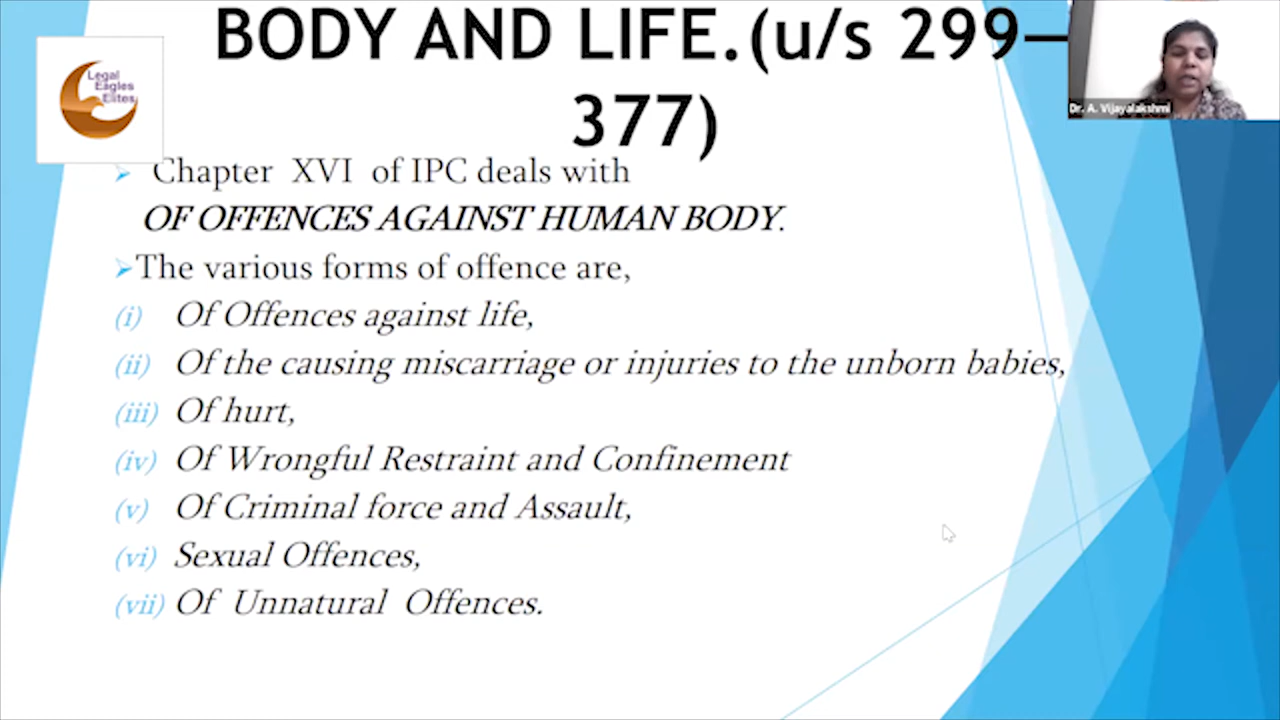 BODY AND LIFE.(u/s 299–
377)
Legal
Eagles
Elites
Dr. A. Vijayalakshmi
Chapter XVI of IPC deals with
OF OFFENCES AGAINST HUMAN BODY.
The various forms of offence are,
(i) Of Offences against life,
(ii) Of the causing miscarriage or injuries to the unborn babies,
(iii) Of hurt,
(iv) Of Wrongful Restraint and Confinement
(v) Of Criminal force and Assault,
(vi) Sexual Offences,
(vii) Of Unnatural Offences.